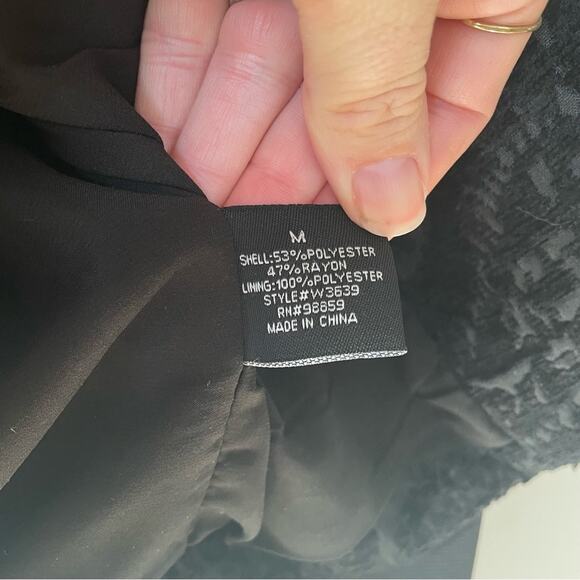 M
SHELL:53%POLYESTER
47%RAYON
LINING:100%POLYESTER
STYLE#W3639
RN#98859
MADE IN CHINA